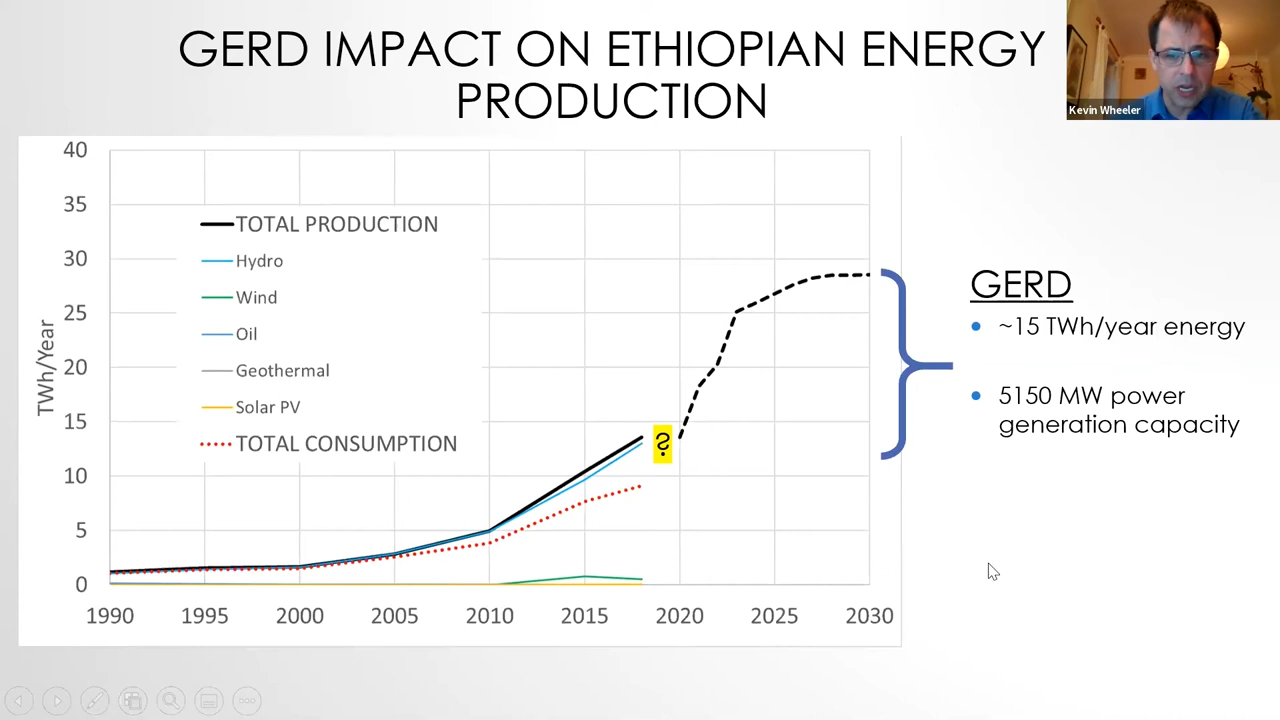 GERD IMPACT ON ETHIOPIAN ENERGY
PRODUCTION
Kevin Wheeler
40
35
30
25
20
15
10
5
0
TWh/Year
TOTAL PRODUCTION
Hydro
Wind
Oil
Geothermal
Solar PV
TOTAL CONSUMPTION
?
1990 1995 2000 2005 2010 2015 2020 2025 2030
GERD
• ~15 TWh/year energy
• 5150 MW power
generation capacity